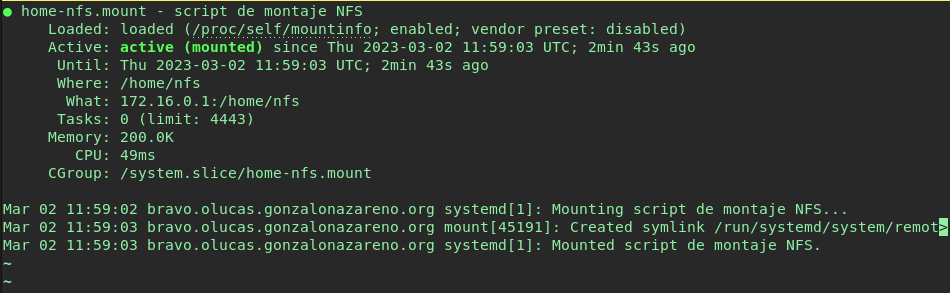 ● home-nfs.mount - script de montaje NFS
Loaded: loaded (/proc/self/mountinfo; enabled; vendor preset: disabled)
Active: active (mounted) since Thu 2023-03-02 11:59:03 UTC; 2min 43s ago
Until: Thu 2023-03-02 11:59:03 UTC; 2min 43s ago
Where: /home/nfs
What: 172.16.0.1:/home/nfs
Tasks: 0 (limit: 4443)
Memory: 200.0K
CPU: 49ms
CGroup: /system.slice/home-nfs.mount
Mar 02 11:59:02 bravo.olucas.gonzalonazareno.org systemd[1]: Mounting script de montaje NFS...
Mar 02 11:59:03 bravo.olucas.gonzalonazareno.org mount[45191]: Created symlink /run/systemd/system/remot>
Mar 02 11:59:03 bravo.olucas.gonzalonazareno.org systemd[1]: Mounted script de montaje NFS.
~
~